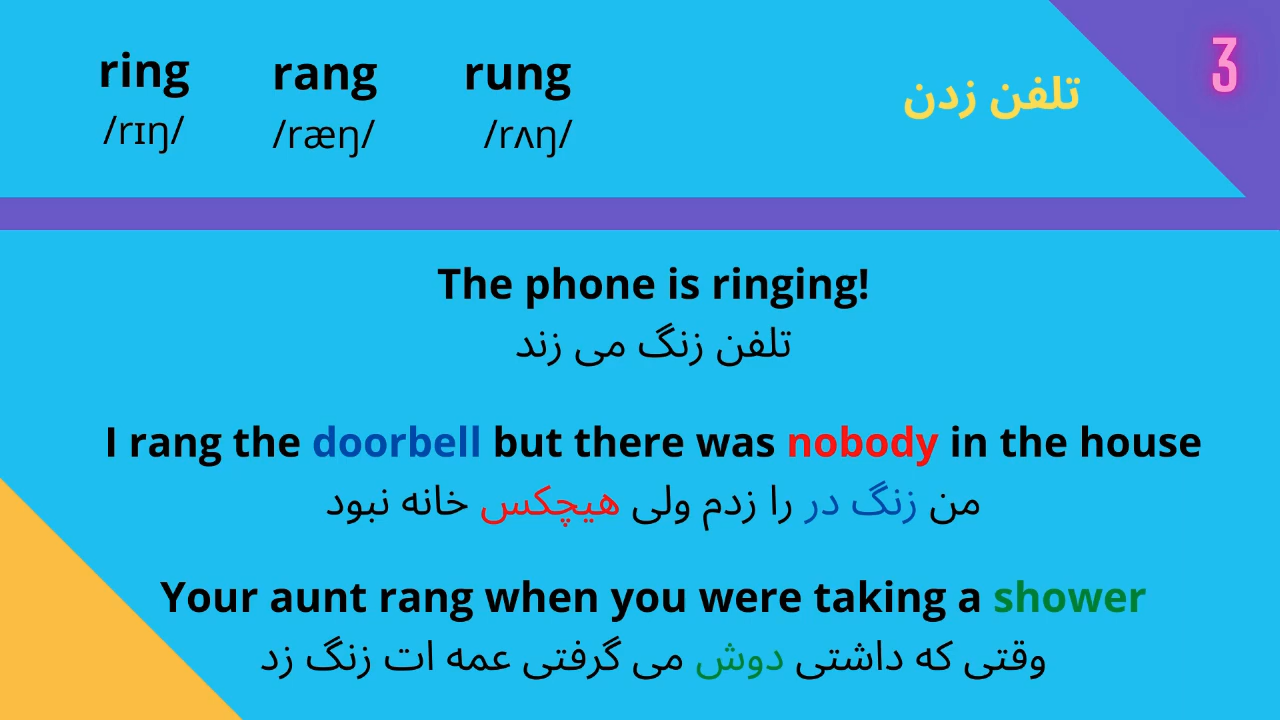 ring rang rung تلفن زدن 3
/rɪŋ/ /ræŋ/ /rʌŋ/
The phone is ringing!
تلفن زنگ می زند
I rang the doorbell but there was nobody in the house
من زنگ در را زدم ولی هیچکس خانه نبود
Your aunt rang when you were taking a shower
وقتی که داشتی دوش می گرفتی عمه ات زنگ زد